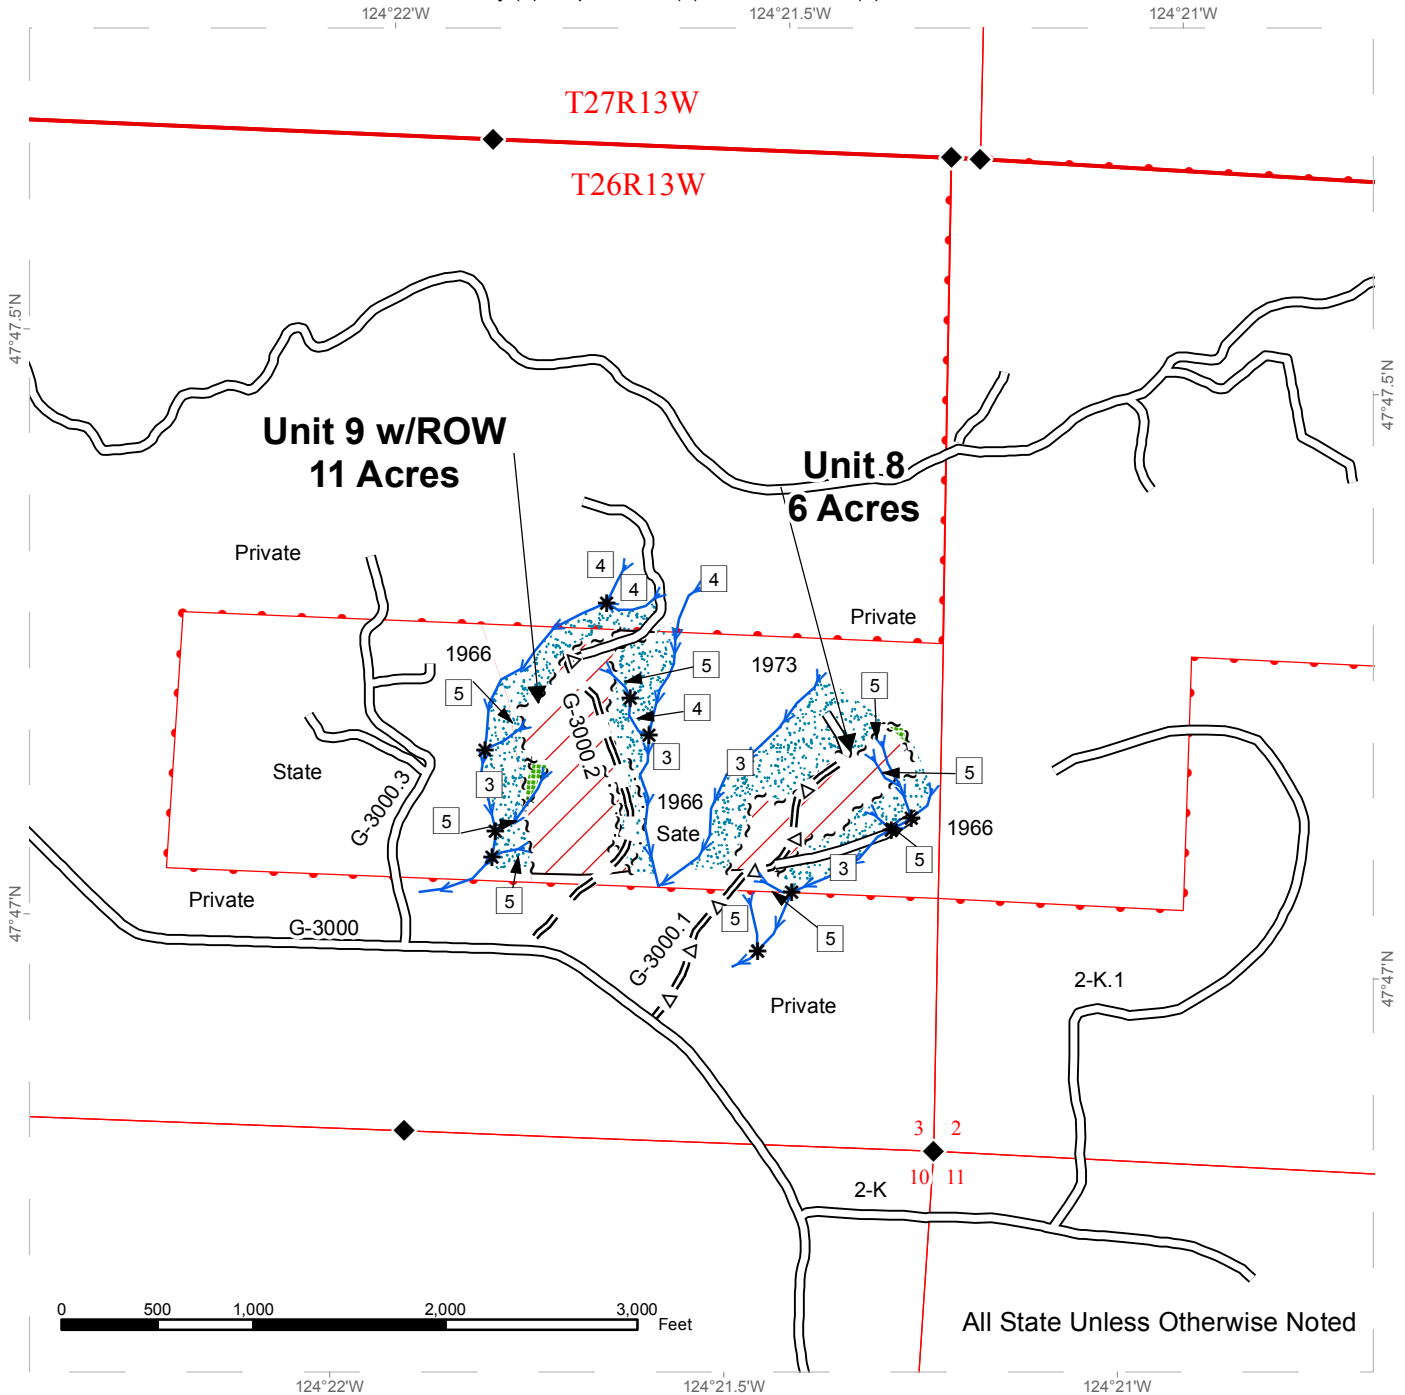 124°22'W
124°21.5'W
124°21'W
T27R13W
T26R13W
47°47.5'N
47°47.5'N
Unit 9 w/ROW
11 Acres
Unit 8
6 Acres
Private
4
4
4
Private
1966
5
5
1973
5
4
G-3000.2
3
3
3
5
State
G-3000.3
1966
Sate
5
1966
5
3
Private
5
5
5
G-3000
G-3000.1
47°47'N
47°47'N
2-K.1
Private
3 2
10 11
2-K
0 500 1,000 2,000 3,000
Feet
All State Unless Otherwise Noted
124°22'W
124°21.5'W
124°21'W